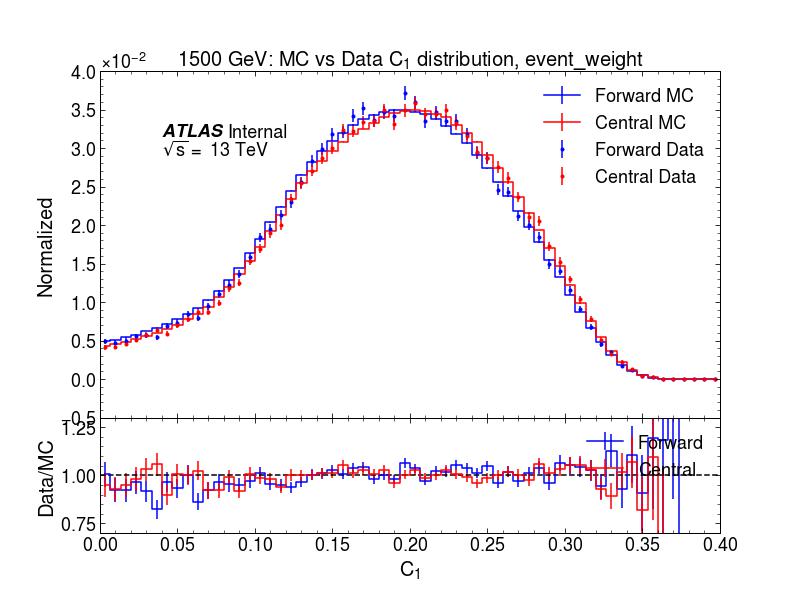 ×10⁻²
1500 GeV: MC vs Data C₁ distribution, event_weight
4.0
3.5
3.0
2.5
2.0
1.5
1.0
0.5
0.0
−0.5
Normalized
ATLAS Internal
√s = 13 TeV
Forward MC
Central MC
Forward Data
Central Data
1.25
1.00
0.75
Data/MC
Forward
Central
0.00 0.05 0.10 0.15 0.20 0.25 0.30 0.35 0.40
C₁